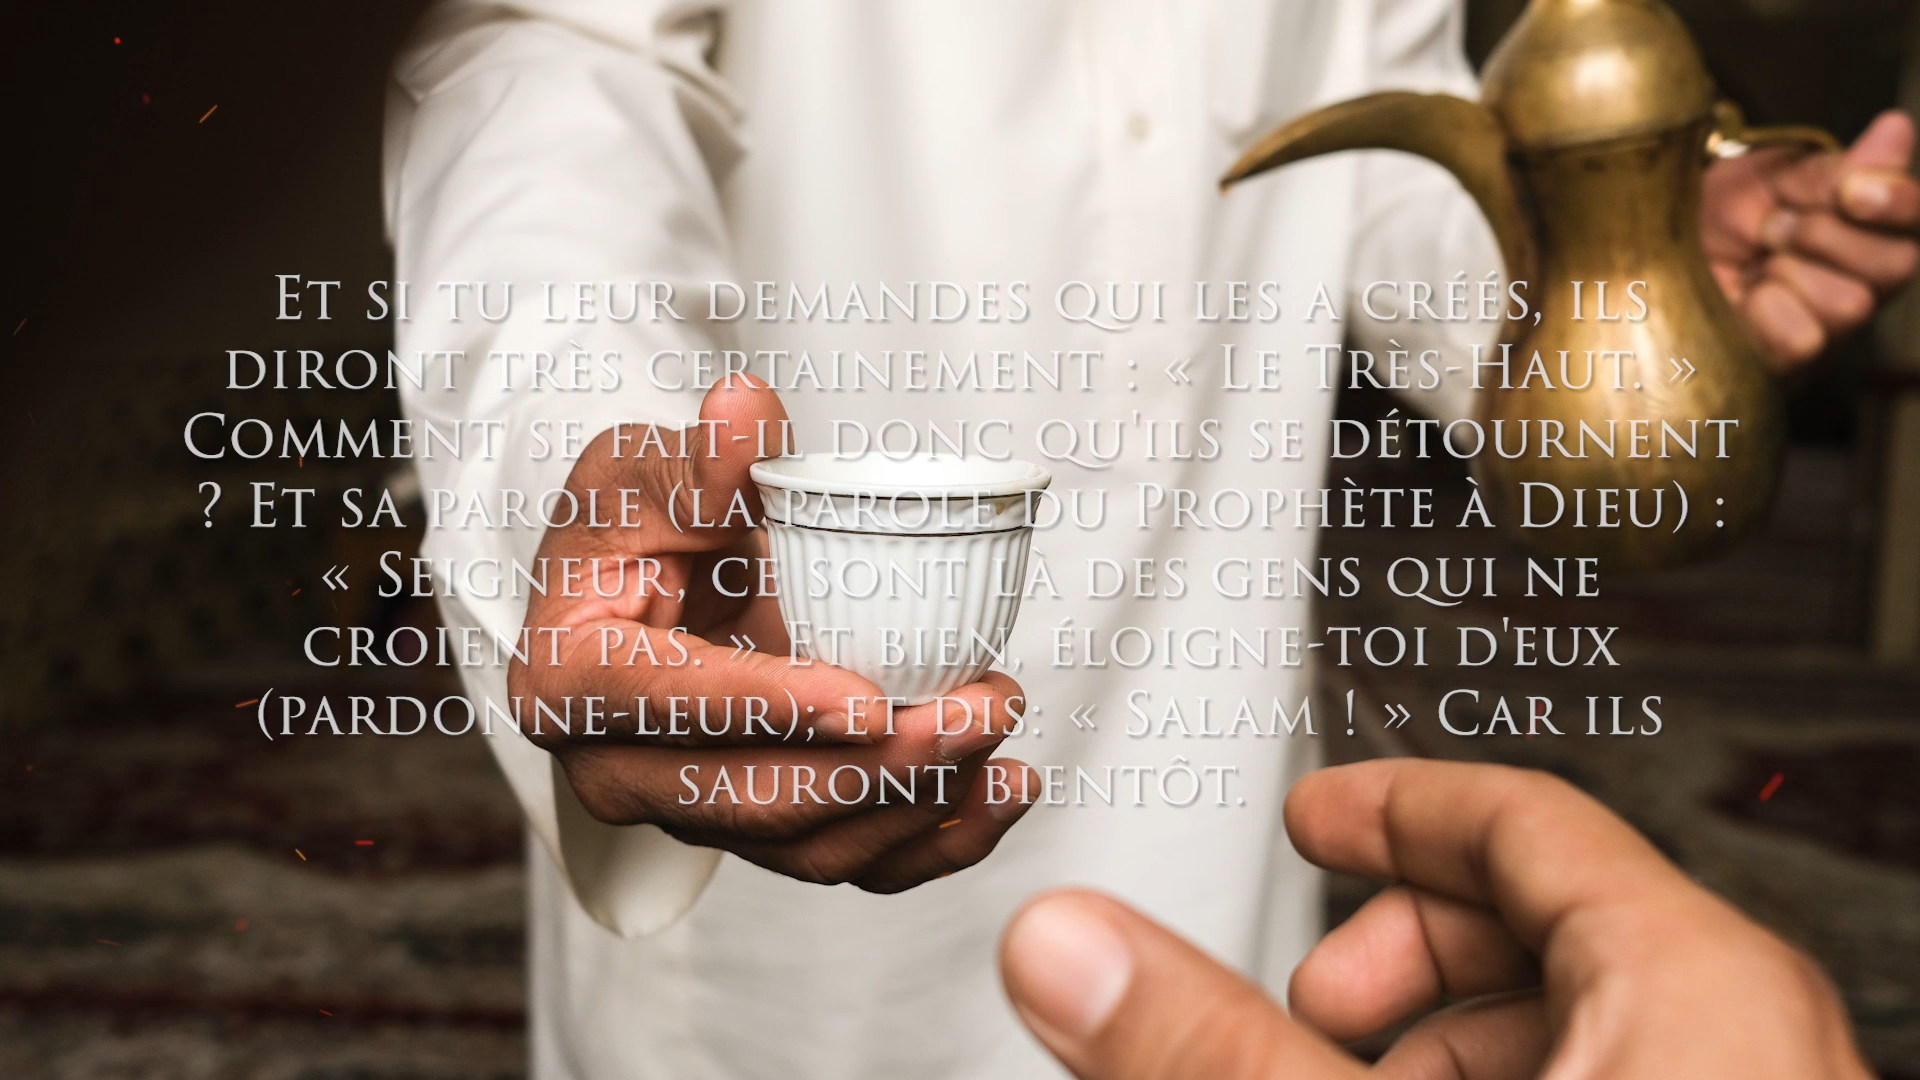 Et si tu leur demandes qui les a créés, ils
diront très certainement : « Le Très-Haut. »
Comment se fait-il donc qu'ils se détournent
? Et sa parole (la parole du Prophète à Dieu) :
« Seigneur, ce sont là des gens qui ne
croient pas. » Et bien, éloigne-toi d'eux
(pardonne-leur); et dis: « Salam ! » Car ils
sauront bientôt.